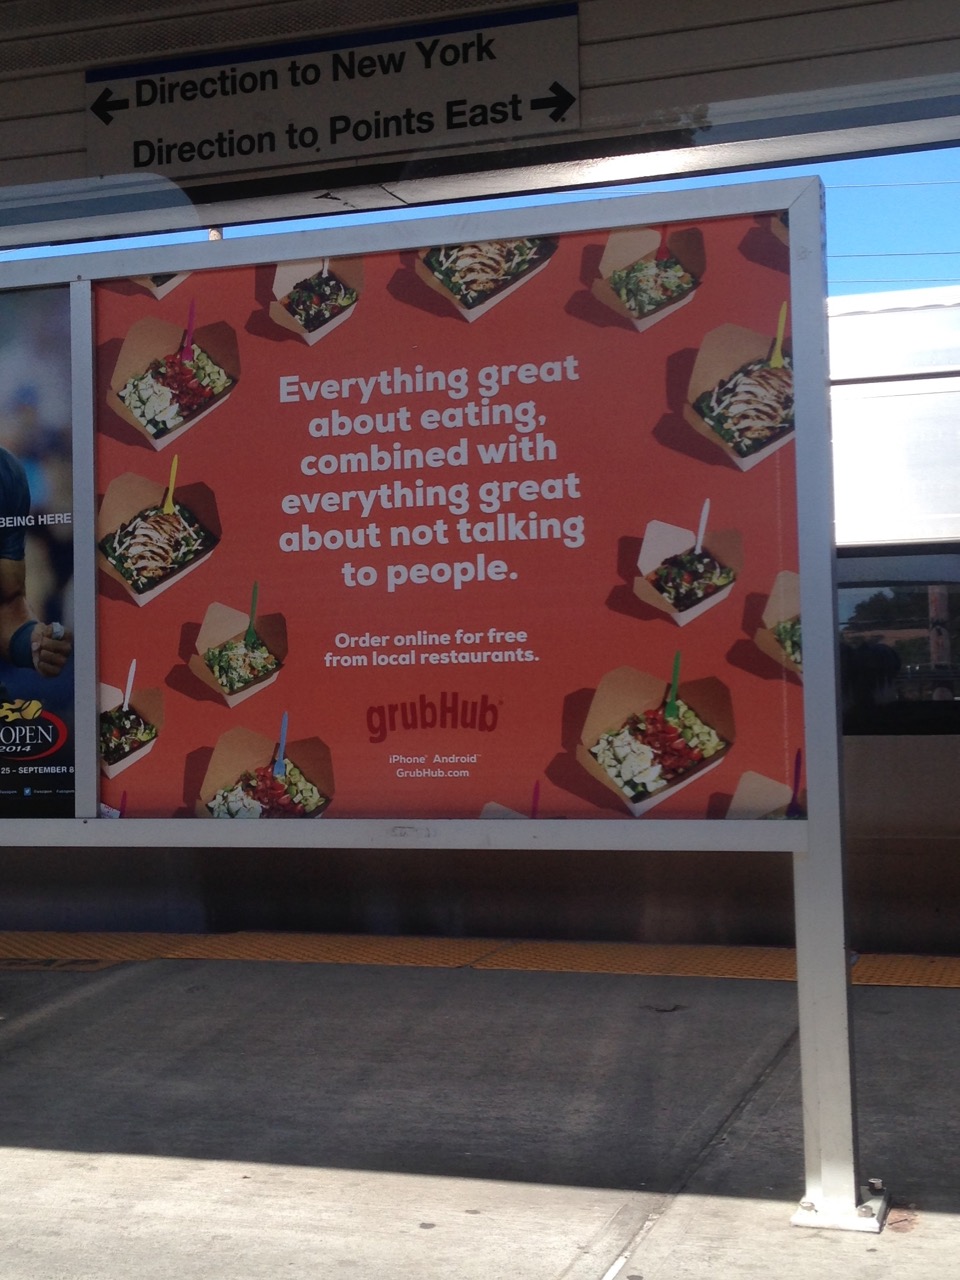 Direction to New York
Direction to Points East
Everything great
about eating,
combined with
everything great
about not talking
to people.
Order online for free
from local restaurants.
grubHub
iPhone® Android™
GrubHub.com
BEING HERE
OPEN
2014
25 - SEPTEMBER 8